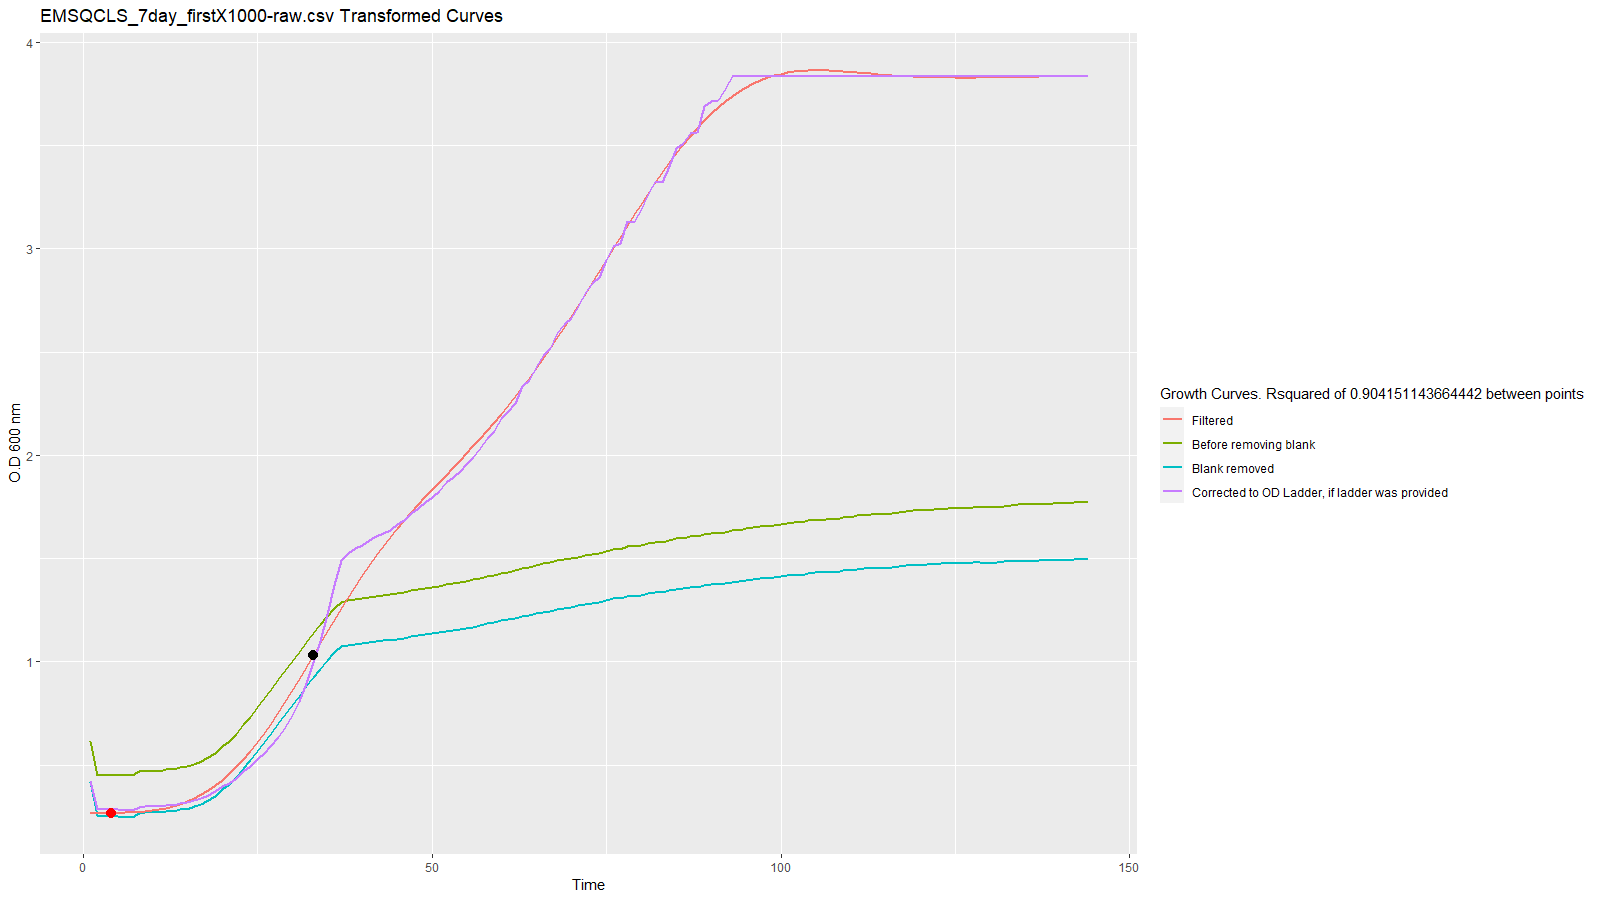 EMSQCLS_7day_firstX1000-raw.csv Transformed Curves
4
3
2
1
O.D 600 nm
0
50
100
150
Time
Growth Curves. Rsquared of 0.904151143664442 between points
Filtered
Before removing blank
Blank removed
Corrected to OD Ladder, if ladder was provided